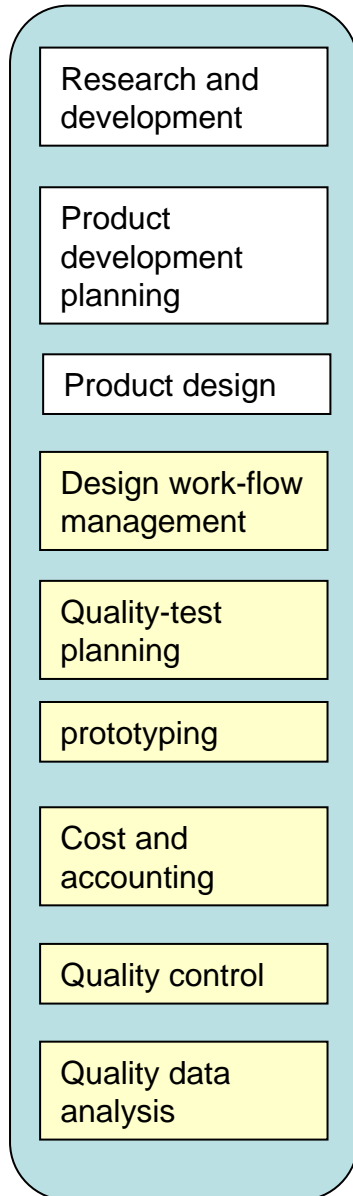 Research and
development
Product
development
planning
Product design
Design work-flow
management
Quality-test
planning
prototyping
Cost and
accounting
Quality control
Quality data
analysis